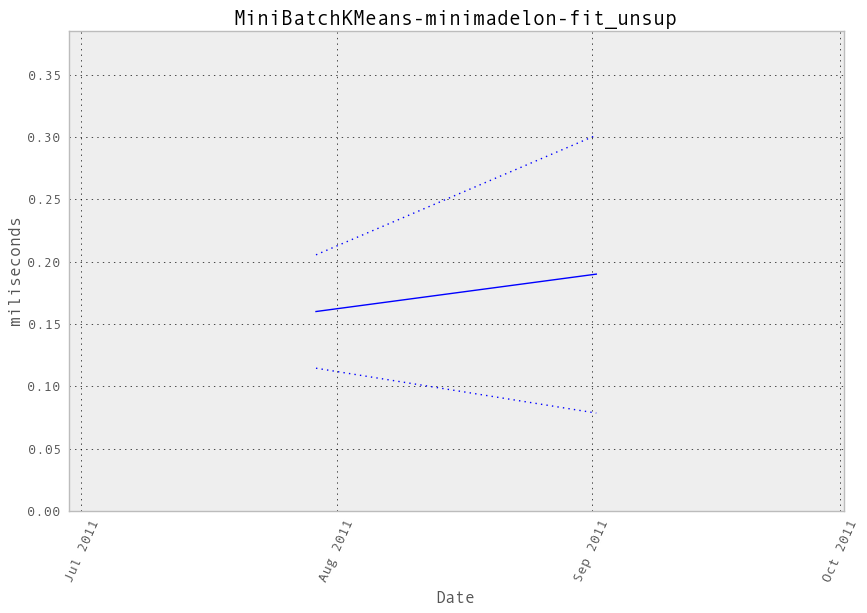 MiniBatchKMeans-minimadelon-fit_unsup
miliseconds
0.35
0.30
0.25
0.20
0.15
0.10
0.05
0.00
Jul 2011
Aug 2011
Sep 2011
Oct 2011
Date